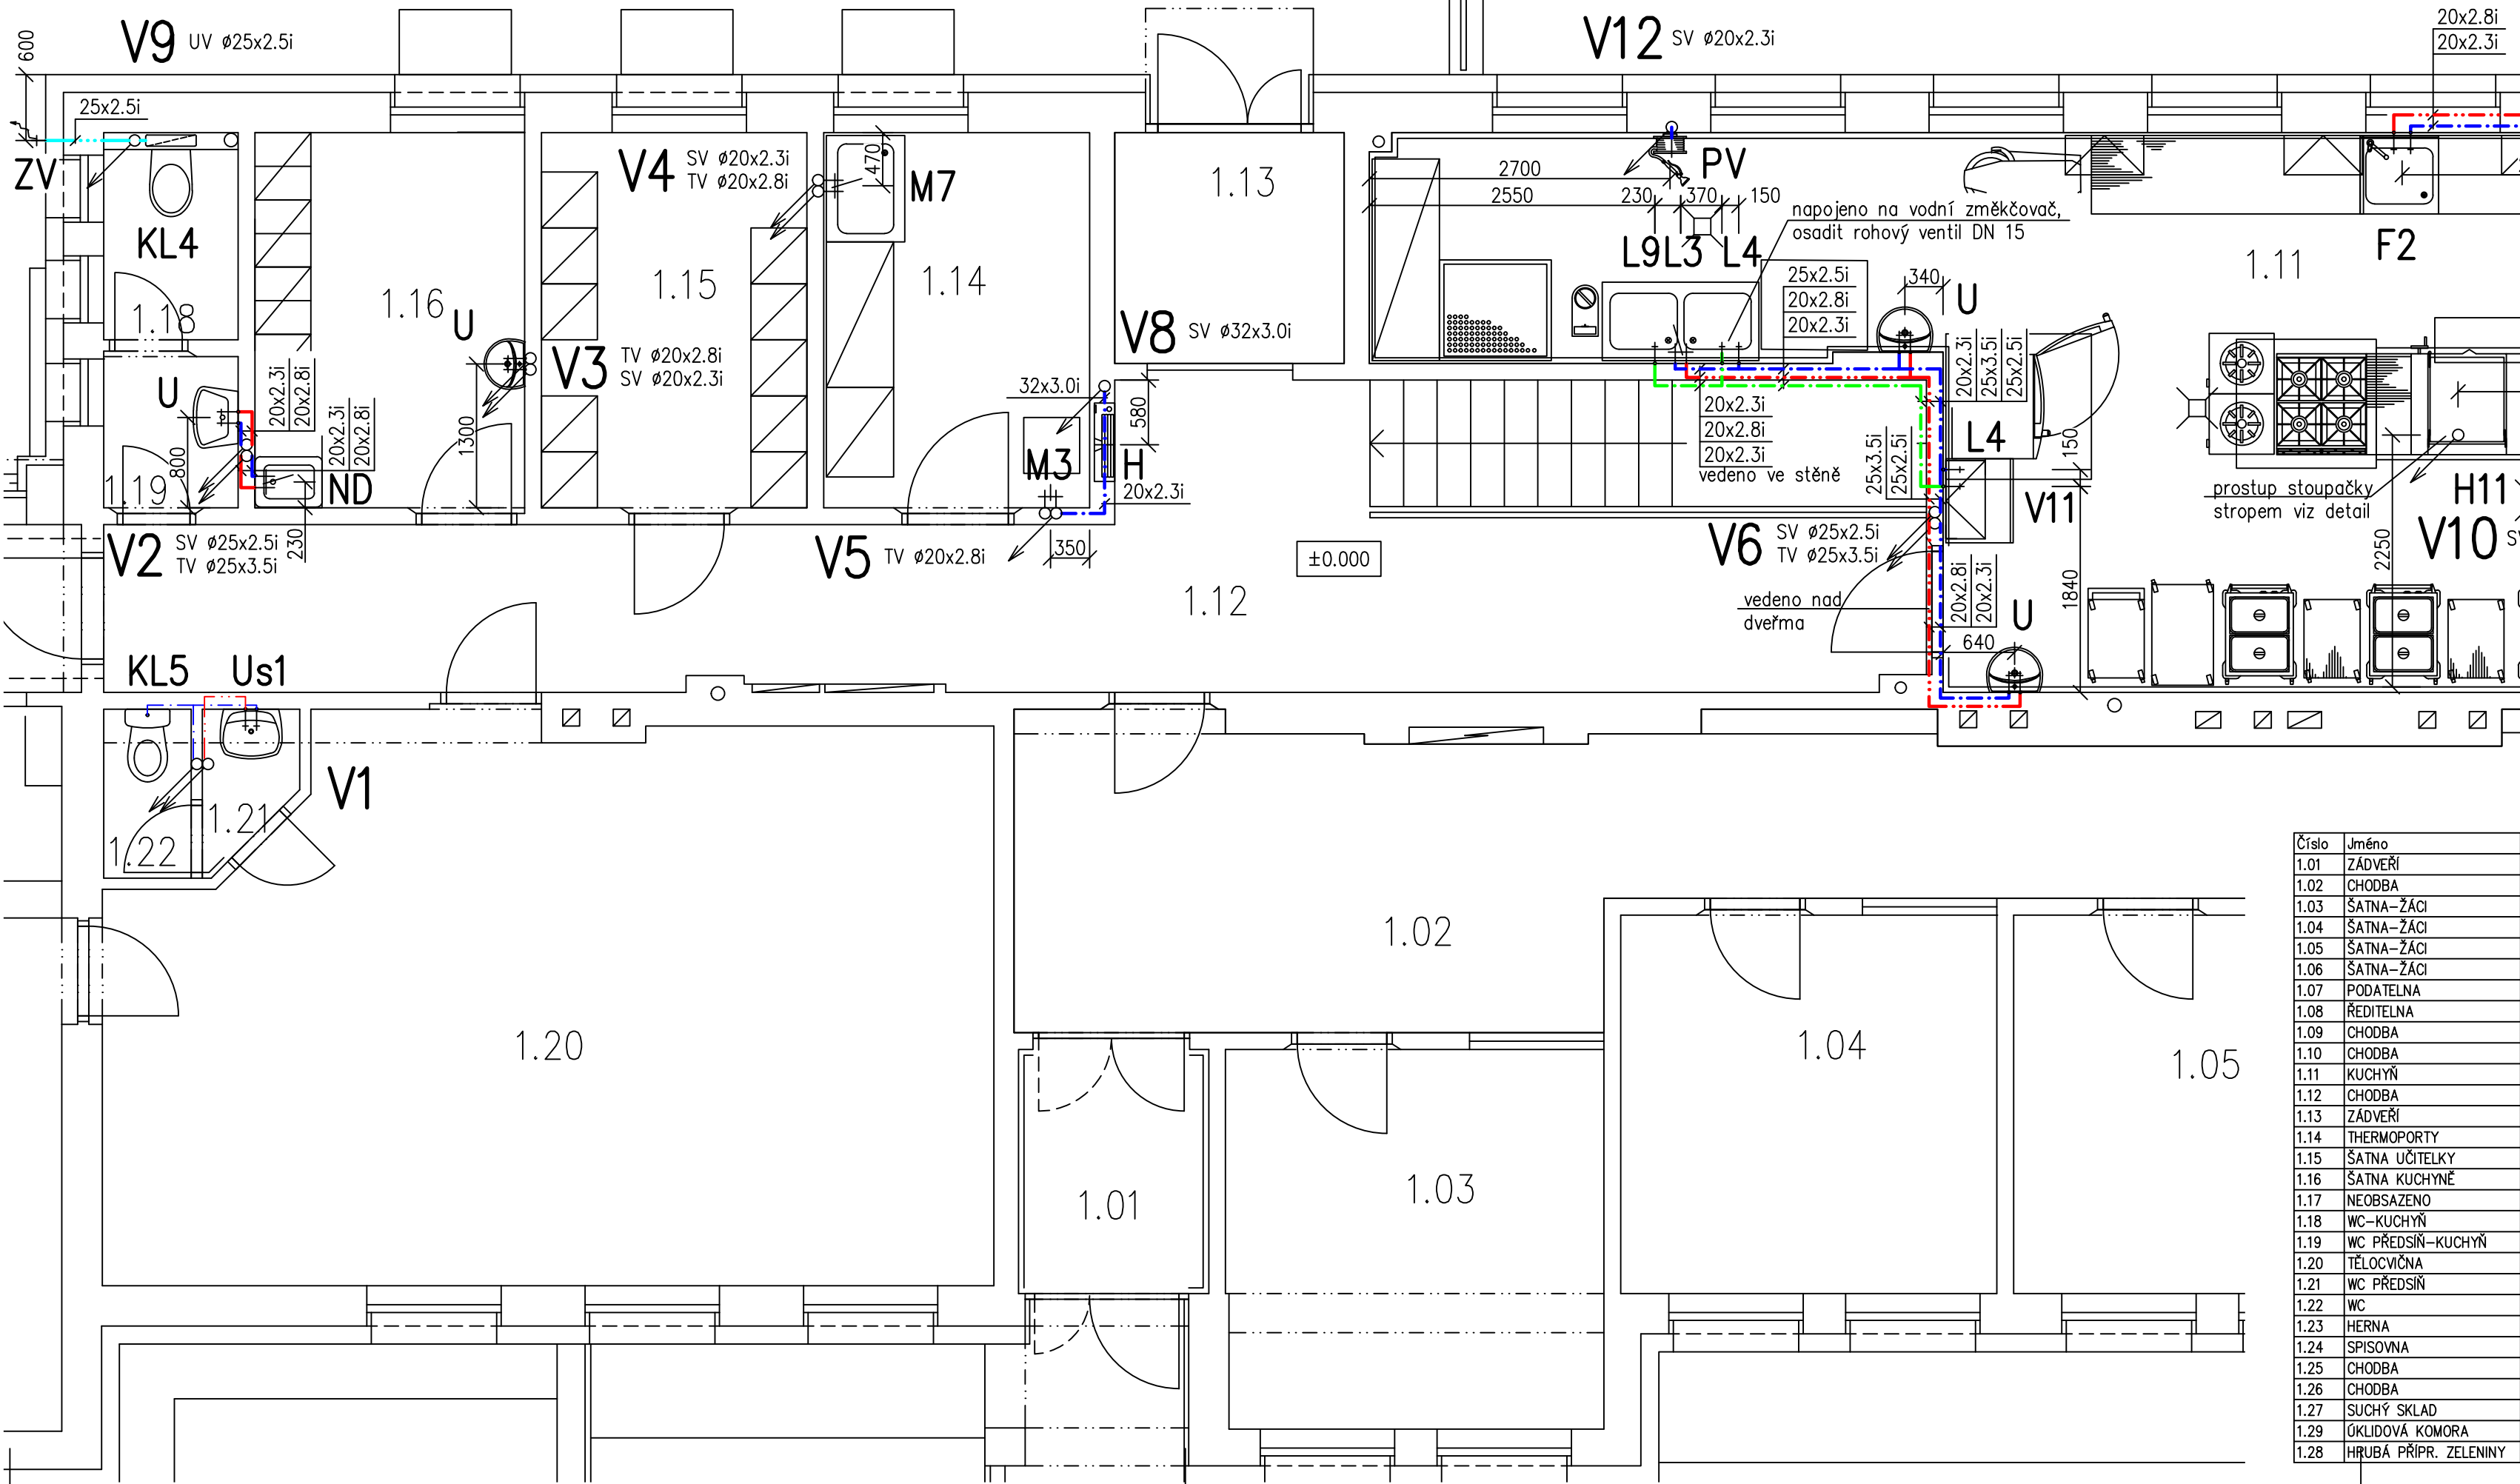 V9 UV ø25x2.5i
V12 SV ø20x2.3i
20x2.8i
20x2.3i
600
25x2.5i
ZV
KL4
1.18
1.16
U
V4 SV ø20x2.3i
TV ø20x2.8i
1.15
470
M7
1.14
1.13
V8 SV ø32x3.0i
2700
2550
230
370
150
PV
L9
L3
L4
napojeno na vodní změkčovač,
osadit rohový ventil DN 15
25x2.5i
20x2.8i
20x2.3i
340
U
1.11
F2
U
800
1.19
20x2.3i
20x2.8i
20x2.3i
20x2.8i
ND
230
1300
V3 TV ø20x2.8i
SV ø20x2.3i
32x3.0i
580
M3
H
20x2.3i
350
V2 SV ø25x2.5i
TV ø25x3.5i
V5 TV ø20x2.8i
±0.000
1.12
20x2.3i
20x2.8i
20x2.3i
vedeno ve stěně
20x2.3i
25x3.5i
25x2.5i
25x3.5i
25x2.5i
L4
150
V11
V6 SV ø25x2.5i
TV ø25x3.5i
vedeno nad
dveřma
20x2.8i
20x2.3i
1840
U
640
prostup stoupačky
stropem viz detail
H11
V10
2250
KL5
Us1
V1
1.21
1.22
1.20
1.02
1.01
1.03
1.04
1.05
Číslo Jméno
1.01 ZÁDVEŘÍ
1.02 CHODBA
1.03 ŠATNA-ŽÁCI
1.04 ŠATNA-ŽÁCI
1.05 ŠATNA-ŽÁCI
1.06 ŠATNA-ŽÁCI
1.07 PODATELNA
1.08 ŘEDITELNA
1.09 CHODBA
1.10 CHODBA
1.11 KUCHYŇ
1.12 CHODBA
1.13 ZÁDVEŘÍ
1.14 THERMOPORTY
1.15 ŠATNA UČITELKY
1.16 ŠATNA KUCHYNĚ
1.17 NEOBSAZENO
1.18 WC-KUCHYŇ
1.19 WC PŘEDSÍŇ-KUCHYŇ
1.20 TĚLOCVIČNA
1.21 WC PŘEDSÍŇ
1.22 WC
1.23 HERNA
1.24 SPISOVNA
1.25 CHODBA
1.26 CHODBA
1.27 SUCHÝ SKLAD
1.29 ÚKLIDOVÁ KOMORA
1.28 HRUBÁ PŘÍPR. ZELENINY